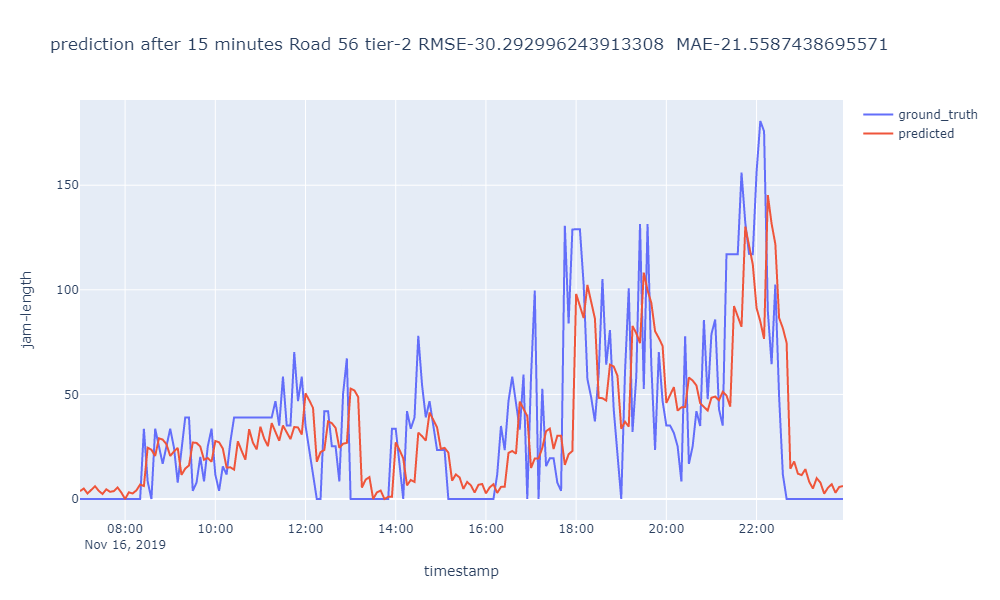 prediction after 15 minutes Road 56 tier-2 RMSE-30.292996243913308  MAE-21.5587438695571
ground_truth
predicted
jam-length
150
100
50
0
08:00 10:00 12:00 14:00 16:00 18:00 20:00 22:00
Nov 16, 2019
timestamp